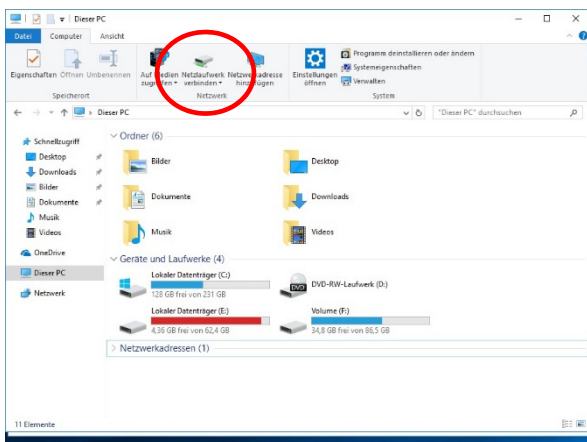 Dieser PC
Datei Computer Ansicht
Eigenschaften Öffnen Umbenennen
Auf Medien zugreifen
Netzlaufwerk verbinden
Netzwerkadresse hinzufügen
Einstellungen öffnen
Programm deinstallieren oder ändern
Systemeigenschaften
Verwalten
Speicherort Netzwerk System
Dieser PC
"Dieser PC" durchsuchen
Schnellzugriff
Desktop
Downloads
Bilder
Dokumente
Musik
Videos
OneDrive
Dieser PC
Netzwerk
Ordner (6)
Bilder
Desktop
Dokumente
Downloads
Musik
Videos
Geräte und Laufwerke (4)
Lokaler Datenträger (C:)
128 GB frei von 231 GB
DVD-RW-Laufwerk (D:)
DVD
Lokaler Datenträger (E:)
4,36 GB frei von 62,4 GB
Volume (F:)
34,8 GB frei von 86,5 GB
Netzwerkadressen (1)
11 Elemente